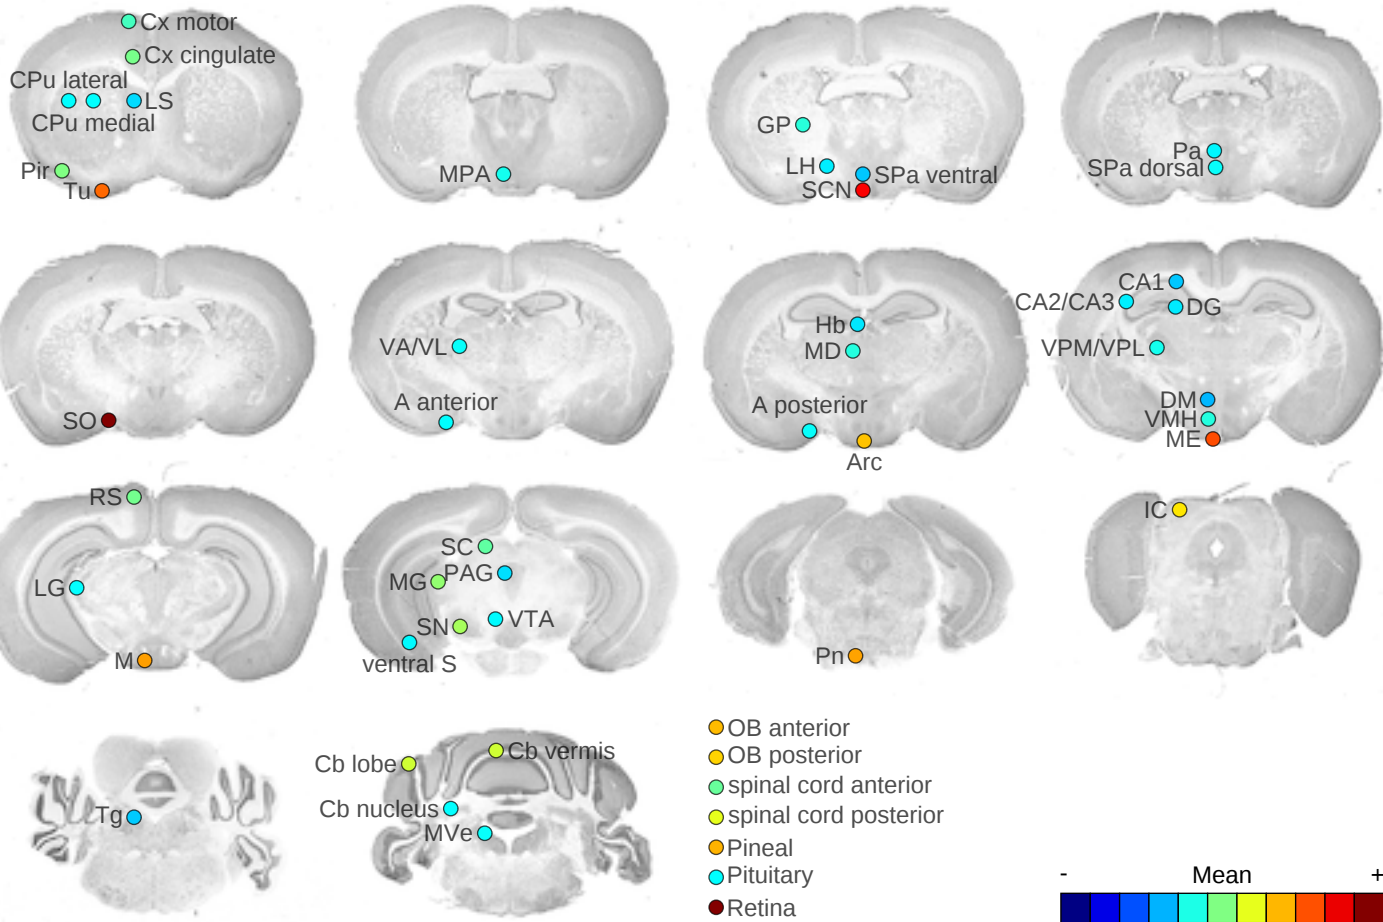 Cx motor
Cx cingulate
CPu lateral
LS
CPu medial
Pir
Tu
MPA
GP
LH
SPa ventral
SCN
Pa
SPa dorsal
SO
VA/VL
A anterior
Hb
MD
A posterior
Arc
CA1
CA2/CA3
DG
VPM/VPL
DM
VMH
ME
RS
LG
M
SC
MG
PAG
SN
VTA
ventral S
Pn
IC
Tg
Cb lobe
Cb vermis
Cb nucleus
MVe
OB anterior
OB posterior
spinal cord anterior
spinal cord posterior
Pineal
Pituitary
Retina
- Mean +